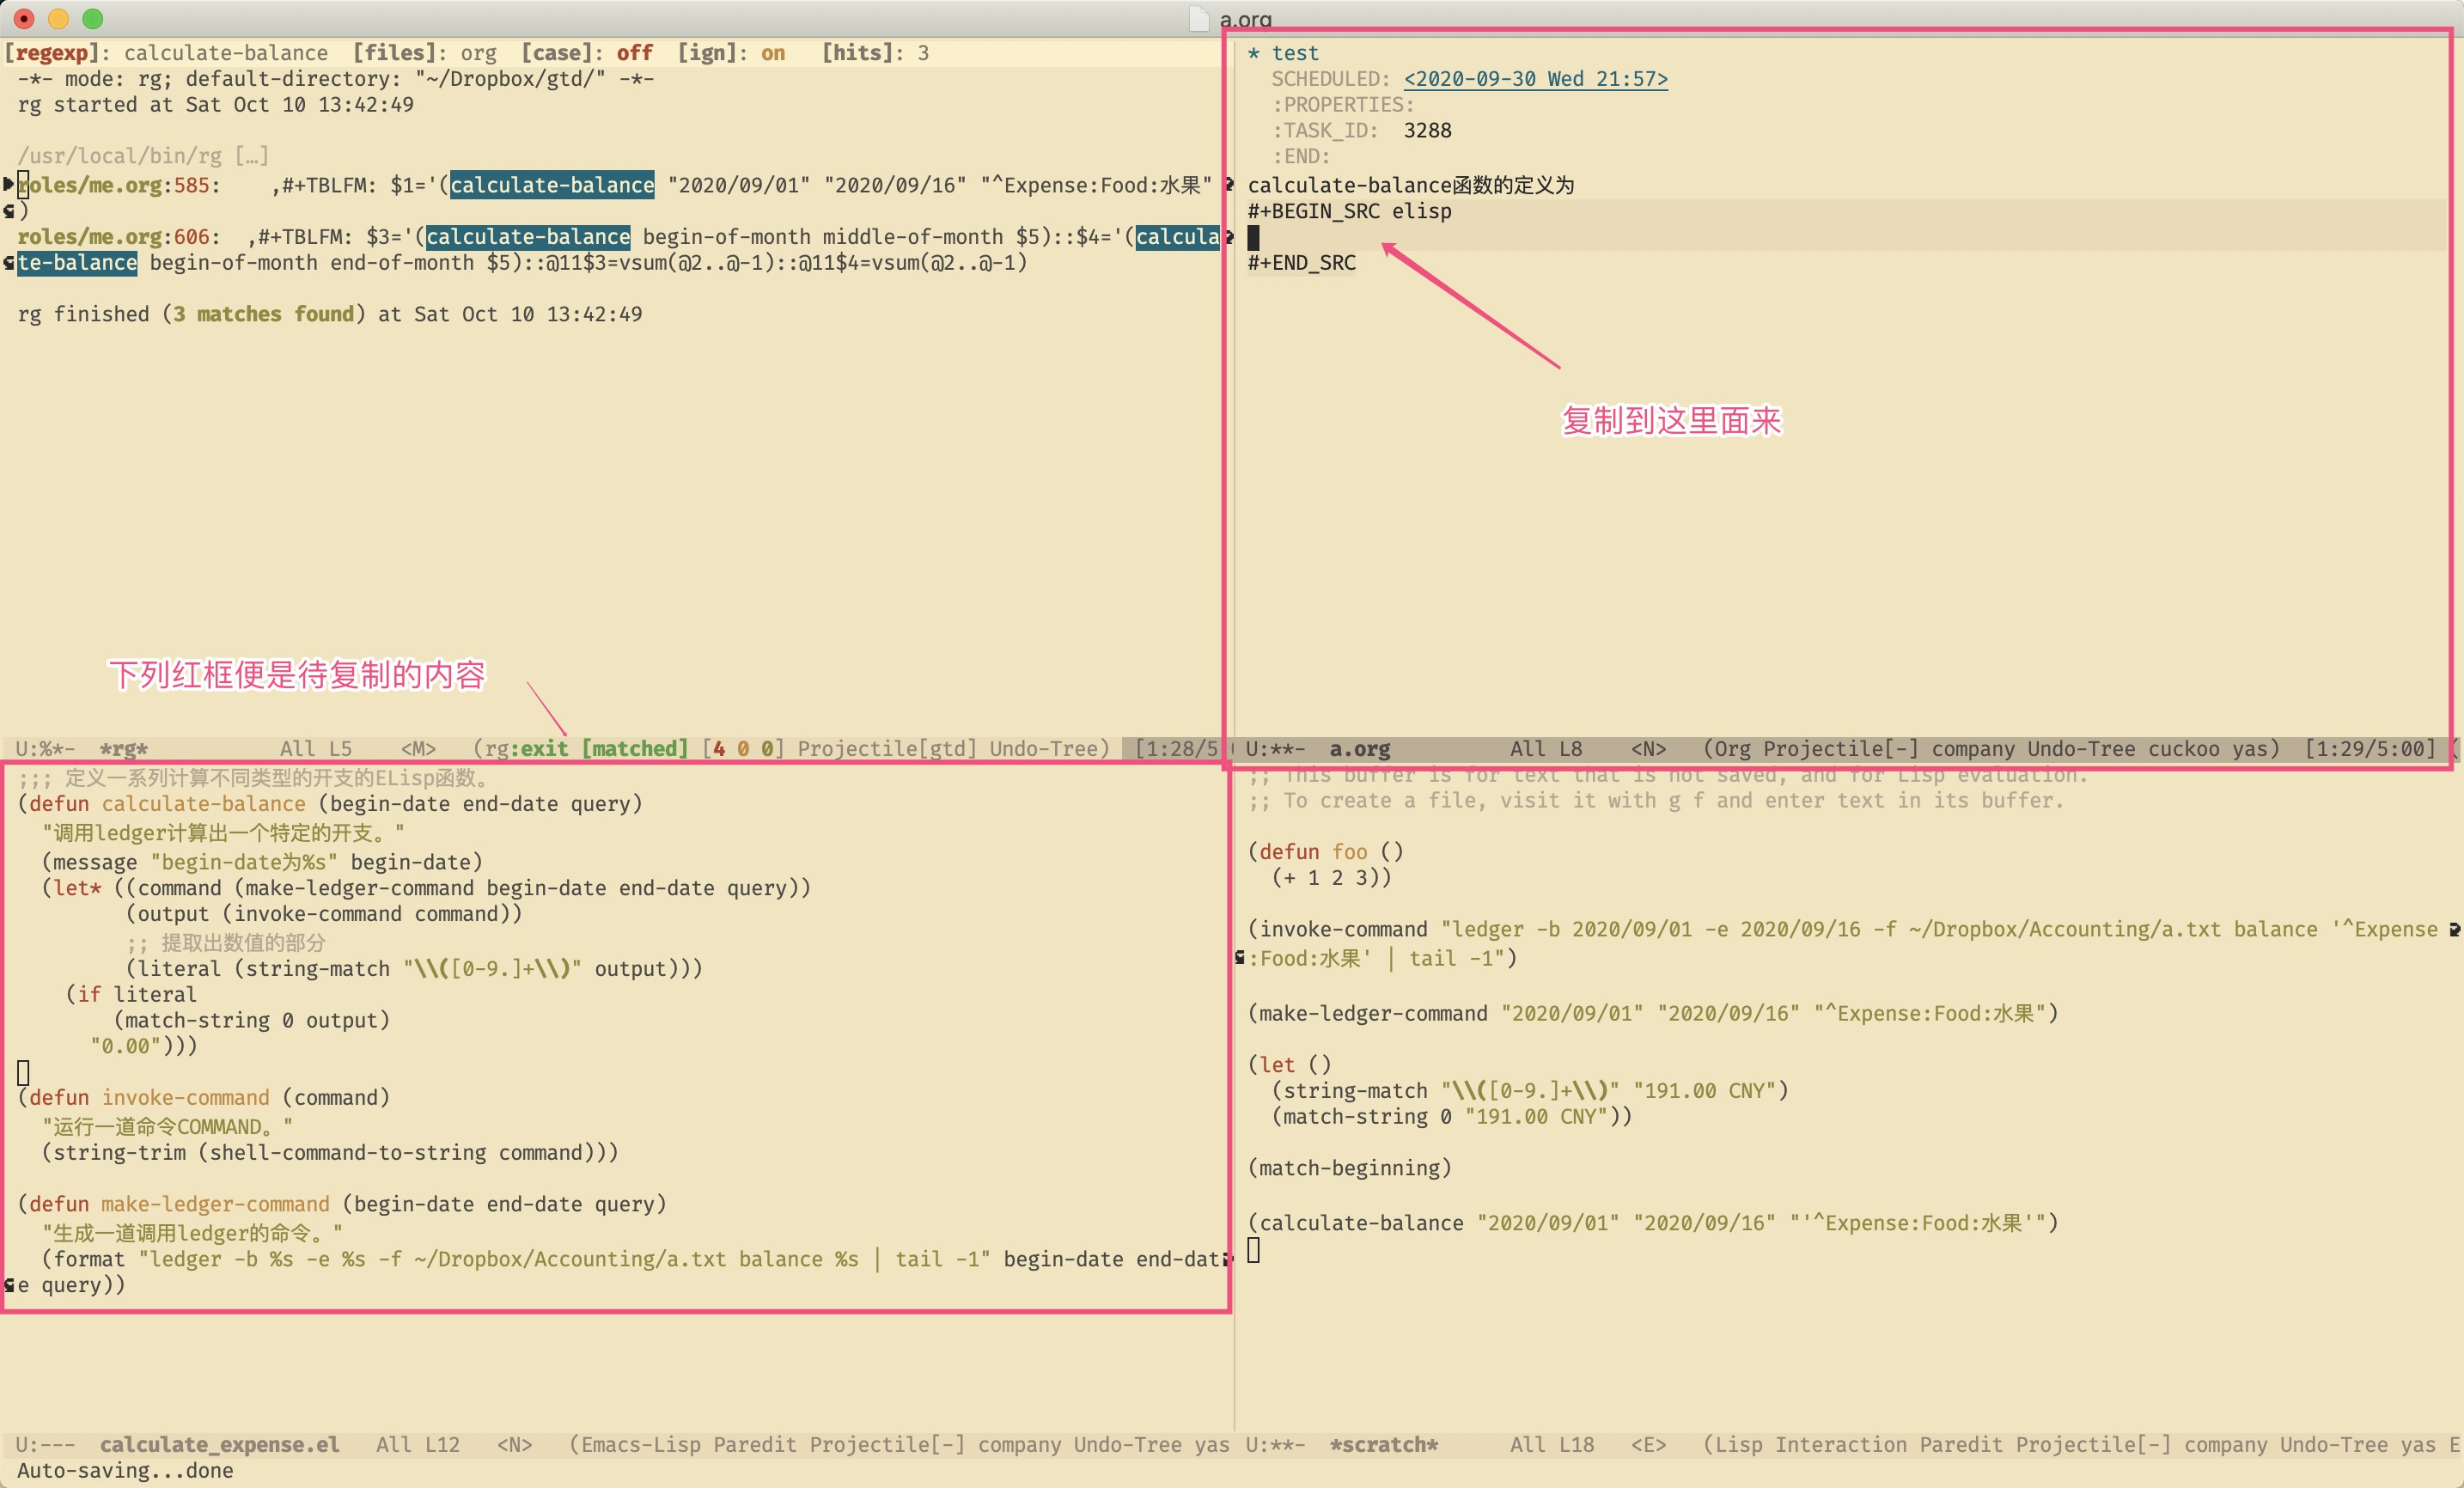 a.org
[regexp]: calculate-balance  [files]: org  [case]: off  [ign]: on   [hits]: 3
-*- mode: rg; default-directory: "~/Dropbox/gtd/" -*-
rg started at Sat Oct 10 13:42:49
/usr/local/bin/rg […]
roles/me.org:585:    ,#+TBLFM: $1='(calculate-balance "2020/09/01" "2020/09/16" "^Expense:Food:水果"
)
roles/me.org:606:  ,#+TBLFM: $3='(calculate-balance begin-of-month middle-of-month $5)::$4='(calcula
te-balance begin-of-month end-of-month $5)::@11$3=vsum(@2..@-1)::@11$4=vsum(@2..@-1)
rg finished (3 matches found) at Sat Oct 10 13:42:49
下列红框便是待复制的内容
U:%*-  *rg*           All L5    <M>   (rg:exit [matched] [4 0 0] Projectile[gtd] Undo-Tree)  [1:28/5
* test
SCHEDULED: <2020-09-30 Wed 21:57>
:PROPERTIES:
:TASK_ID:  3288
:END:
calculate-balance函数的定义为
#+BEGIN_SRC elisp
#+END_SRC
复制到这里面来
U:**-  a.org          All L8    <N>   (Org Projectile[-] company Undo-Tree cuckoo yas)  [1:29/5:00] (
;;; 定义一系列计算不同类型的开支的ELisp函数。
(defun calculate-balance (begin-date end-date query)
  "调用ledger计算出一个特定的开支。"
  (message "begin-date为%s" begin-date)
  (let* ((command (make-ledger-command begin-date end-date query))
         (output (invoke-command command))
         ;; 提取出数值的部分
         (literal (string-match "\\([0-9.]+\\)" output)))
    (if literal
        (match-string 0 output)
      "0.00")))
(defun invoke-command (command)
  "运行一道命令COMMAND。"
  (string-trim (shell-command-to-string command)))
(defun make-ledger-command (begin-date end-date query)
  "生成一道调用ledger的命令。"
  (format "ledger -b %s -e %s -f ~/Dropbox/Accounting/a.txt balance %s | tail -1" begin-date end-dat
e query))
U:---  calculate_expense.el   All L12   <N>   (Emacs-Lisp Paredit Projectile[-] company Undo-Tree yas
;; This buffer is for text that is not saved, and for Lisp evaluation.
;; To create a file, visit it with g f and enter text in its buffer.
(defun foo ()
  (+ 1 2 3))
(invoke-command "ledger -b 2020/09/01 -e 2020/09/16 -f ~/Dropbox/Accounting/a.txt balance '^Expense
:Food:水果' | tail -1")
(make-ledger-command "2020/09/01" "2020/09/16" "^Expense:Food:水果")
(let ()
  (string-match "\\([0-9.]+\\)" "191.00 CNY")
  (match-string 0 "191.00 CNY"))
(match-beginning)
(calculate-balance "2020/09/01" "2020/09/16" "'^Expense:Food:水果'")
U:**-  *scratch*      All L18   <E>   (Lisp Interaction Paredit Projectile[-] company Undo-Tree yas E
Auto-saving...done